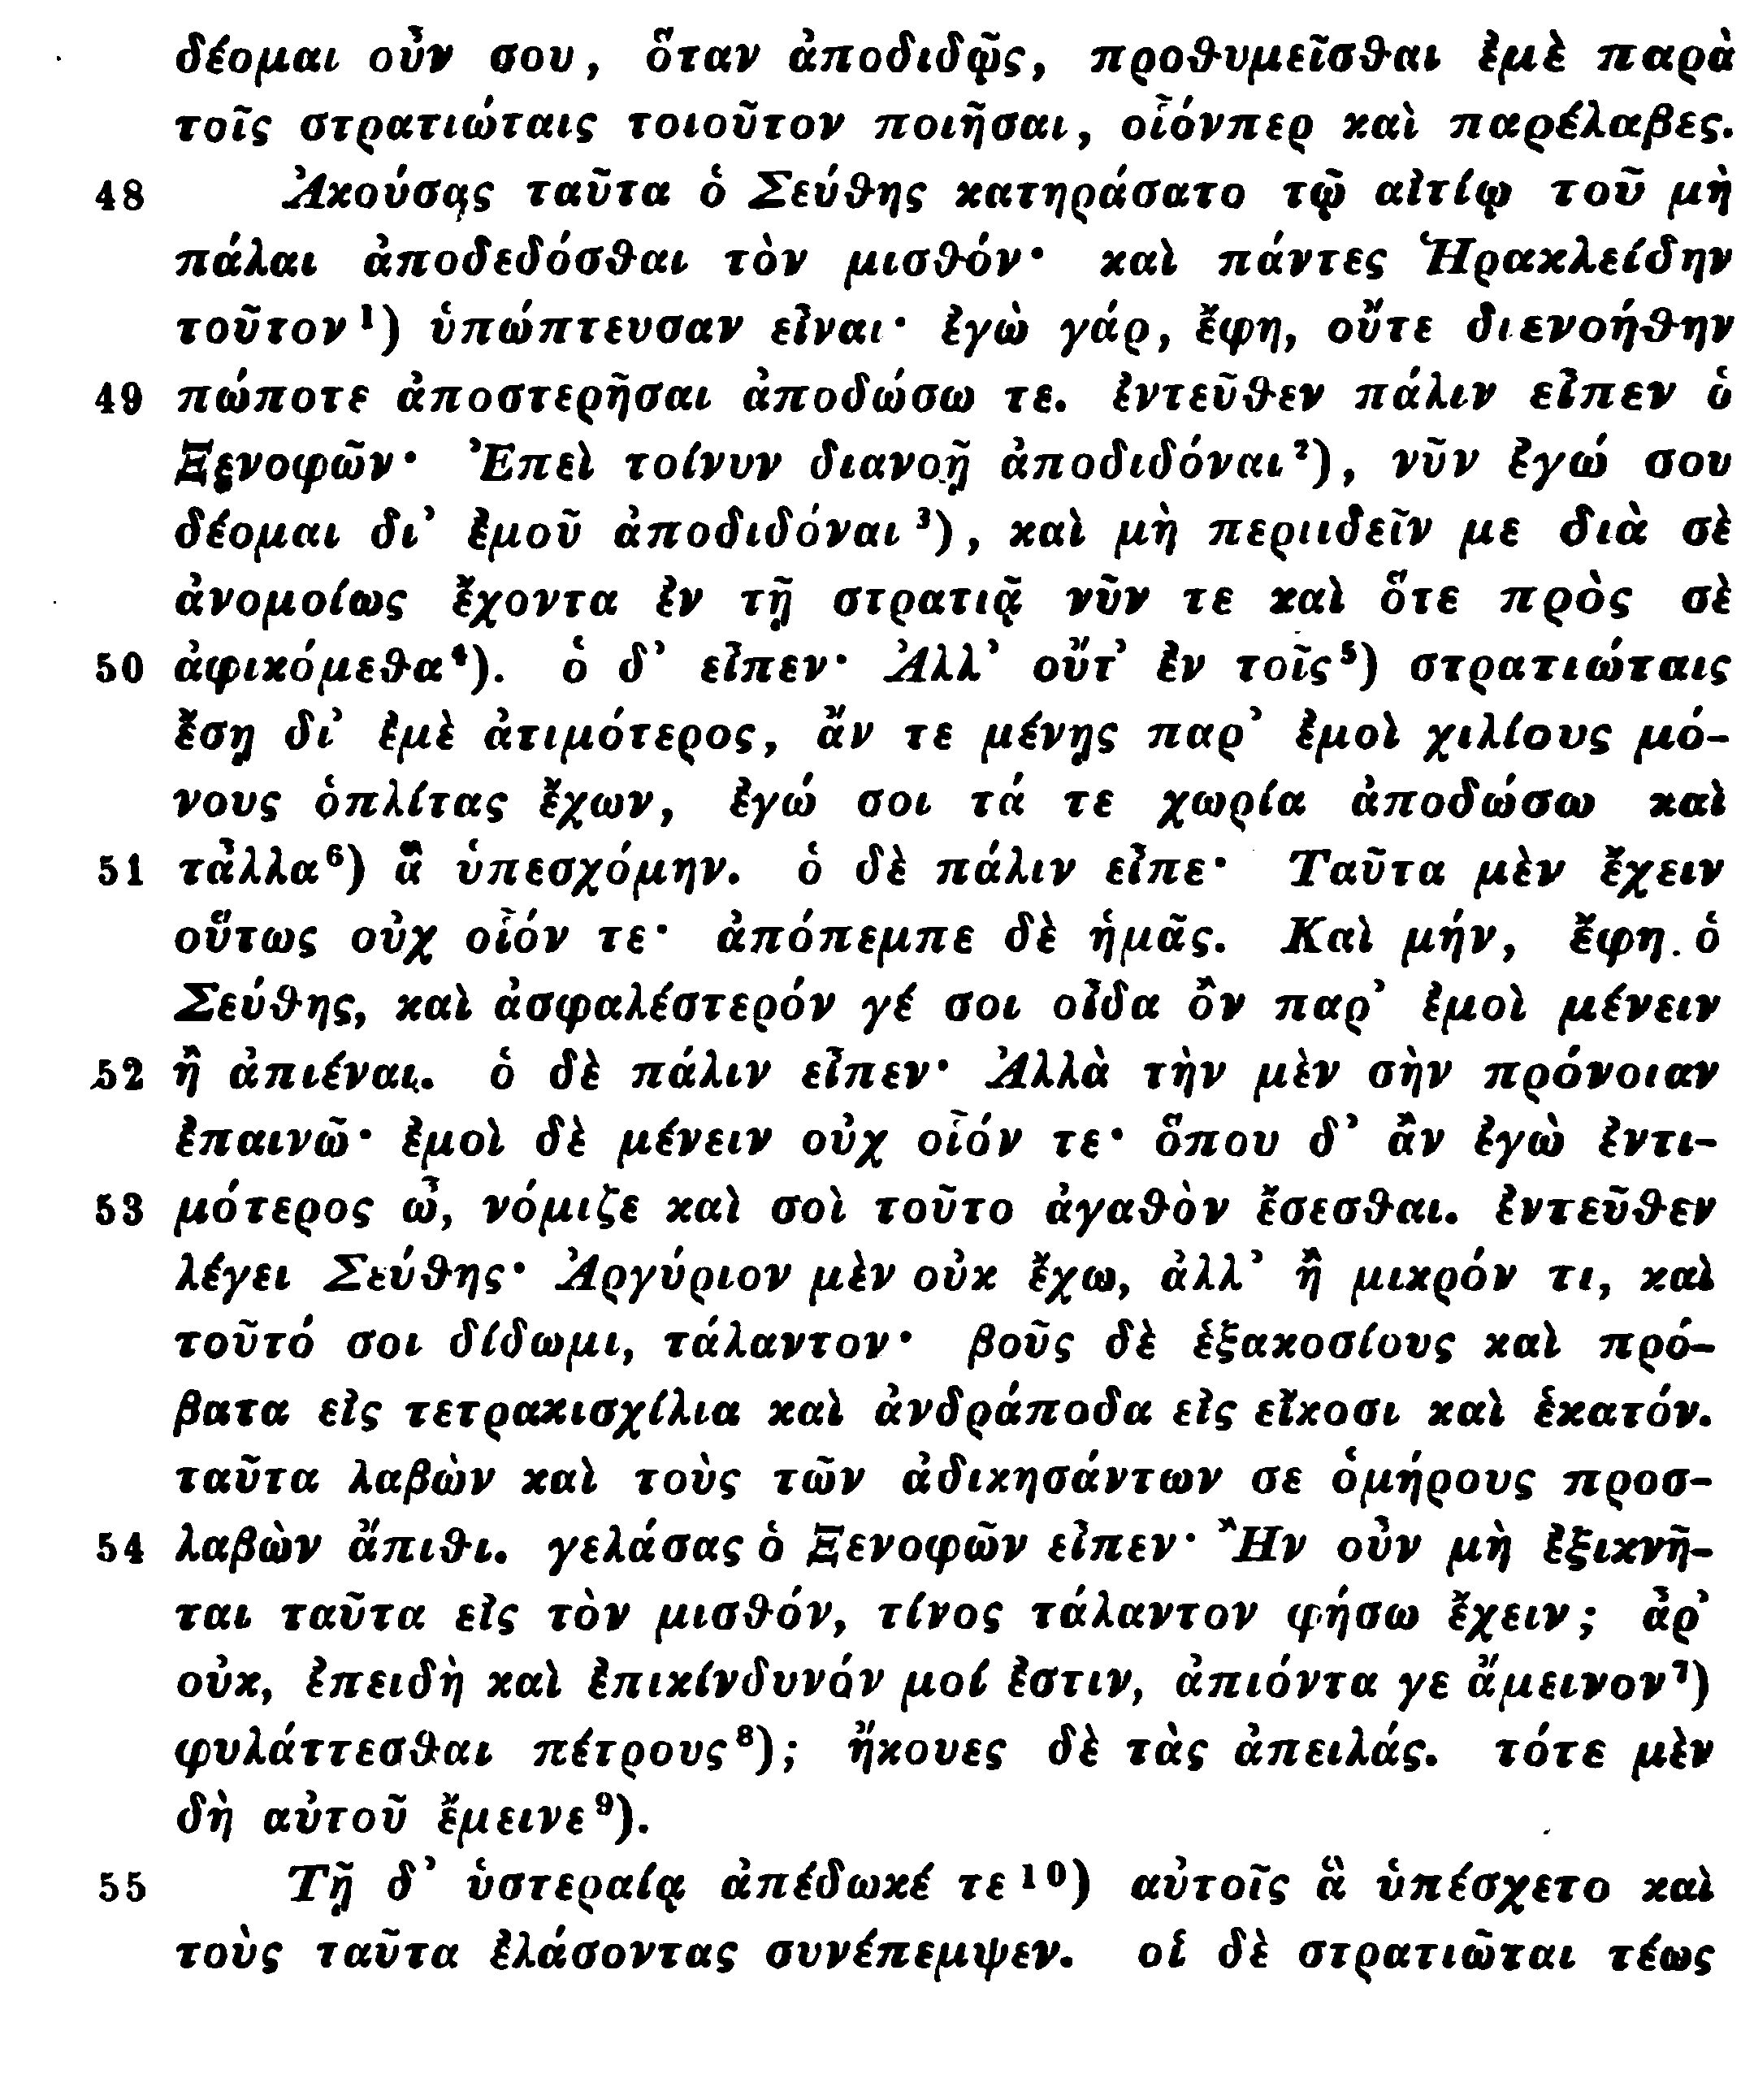 δέομαι οὖν σου, ὅταν ἀποδιδῷς, προθυμεῖσθαι ἐμὲ παρὰ
τοῖς στρατιώταις τοιοῦτον ποιῆσαι, οἷόνπερ καὶ παρέλαβες.
48 Ἀκούσας ταῦτα ὁ Σεύθης κατηράσατο τῷ αἰτίῳ τοῦ μὴ
πάλαι ἀποδεδόσθαι τὸν μισθόν· καὶ πάντες Ἡρακλείδην
τοῦτον¹) ὑπώπτευσαν εἶναι· ἐγὼ γάρ, ἔφη, οὔτε διενοήθην
49 πώποτε ἀποστερῆσαι ἀποδώσω τε. ἐντεῦθεν πάλιν εἶπεν ὁ
Ξενοφῶν· Ἐπεὶ τοίνυν διανοῇ ἀποδιδόναι²), νῦν ἐγώ σου
δέομαι δι’ ἐμοῦ ἀποδιδόναι³), καὶ μὴ περιιδεῖν με διὰ σὲ
ἀνομοίως ἔχοντα ἐν τῇ στρατιᾷ νῦν τε καὶ ὅτε πρὸς σὲ
50 ἀφικόμεθα⁴). ὁ δ’ εἶπεν· Ἀλλ’ οὔτ’ ἐν τοῖς⁵) στρατιώταις
ἔσῃ δι’ ἐμὲ ἀτιμότερος, ἄν τε μένῃς παρ’ ἐμοὶ χιλίους μό-
νους ὁπλίτας ἔχων, ἐγώ σοι τά τε χωρία ἀποδώσω καὶ
51 τἆλλα⁶) ἃ ὑπεσχόμην. ὁ δὲ πάλιν εἶπε· Ταῦτα μὲν ἔχειν
οὕτως οὐχ οἷόν τε· ἀπόπεμπε δὲ ἡμᾶς. Καὶ μήν, ἔφη ὁ
Σεύθης, καὶ ἀσφαλέστερόν γέ σοι οἶδα ὂν παρ’ ἐμοὶ μένειν
52 ἢ ἀπιέναι. ὁ δὲ πάλιν εἶπεν· Ἀλλὰ τὴν μὲν σὴν πρόνοιαν
ἐπαινῶ· ἐμοὶ δὲ μένειν οὐχ οἷόν τε· ὅπου δ’ ἂν ἐγὼ ἐντι-
53 μότερος ὦ, νόμιζε καὶ σοὶ τοῦτο ἀγαθὸν ἔσεσθαι. ἐντεῦθεν
λέγει Σεύθης· Ἀργύριον μὲν οὐκ ἔχω, ἀλλ’ ἢ μικρόν τι, καὶ
τοῦτό σοι δίδωμι, τάλαντον· βοῦς δὲ ἑξακοσίους καὶ πρό-
βατα εἰς τετρακισχίλια καὶ ἀνδράποδα εἰς εἴκοσι καὶ ἑκατόν.
ταῦτα λαβὼν καὶ τοὺς τῶν ἀδικησάντων σε ὁμήρους προσ-
54 λαβὼν ἄπιθι. γελάσας ὁ Ξενοφῶν εἶπεν· Ἢν οὖν μὴ ἐξικνῆ-
ται ταῦτα εἰς τὸν μισθόν, τίνος τάλαντον φήσω ἔχειν; ἆρ’
οὐκ, ἐπειδὴ καὶ ἐπικίνδυνόν μοί ἐστιν, ἀπιόντα γε ἄμεινον⁷)
φυλάττεσθαι πέτρους⁸); ἤκουες δὲ τὰς ἀπειλάς. τότε μὲν
δὴ αὐτοῦ ἔμεινε⁹).
55 Τῇ δ’ ὑστεραίᾳ ἀπέδωκέ τε¹⁰) αὐτοῖς ἃ ὑπέσχετο καὶ
τοὺς ταῦτα ἐλάσοντας συνέπεμψεν. οἱ δὲ στρατιῶται τέως